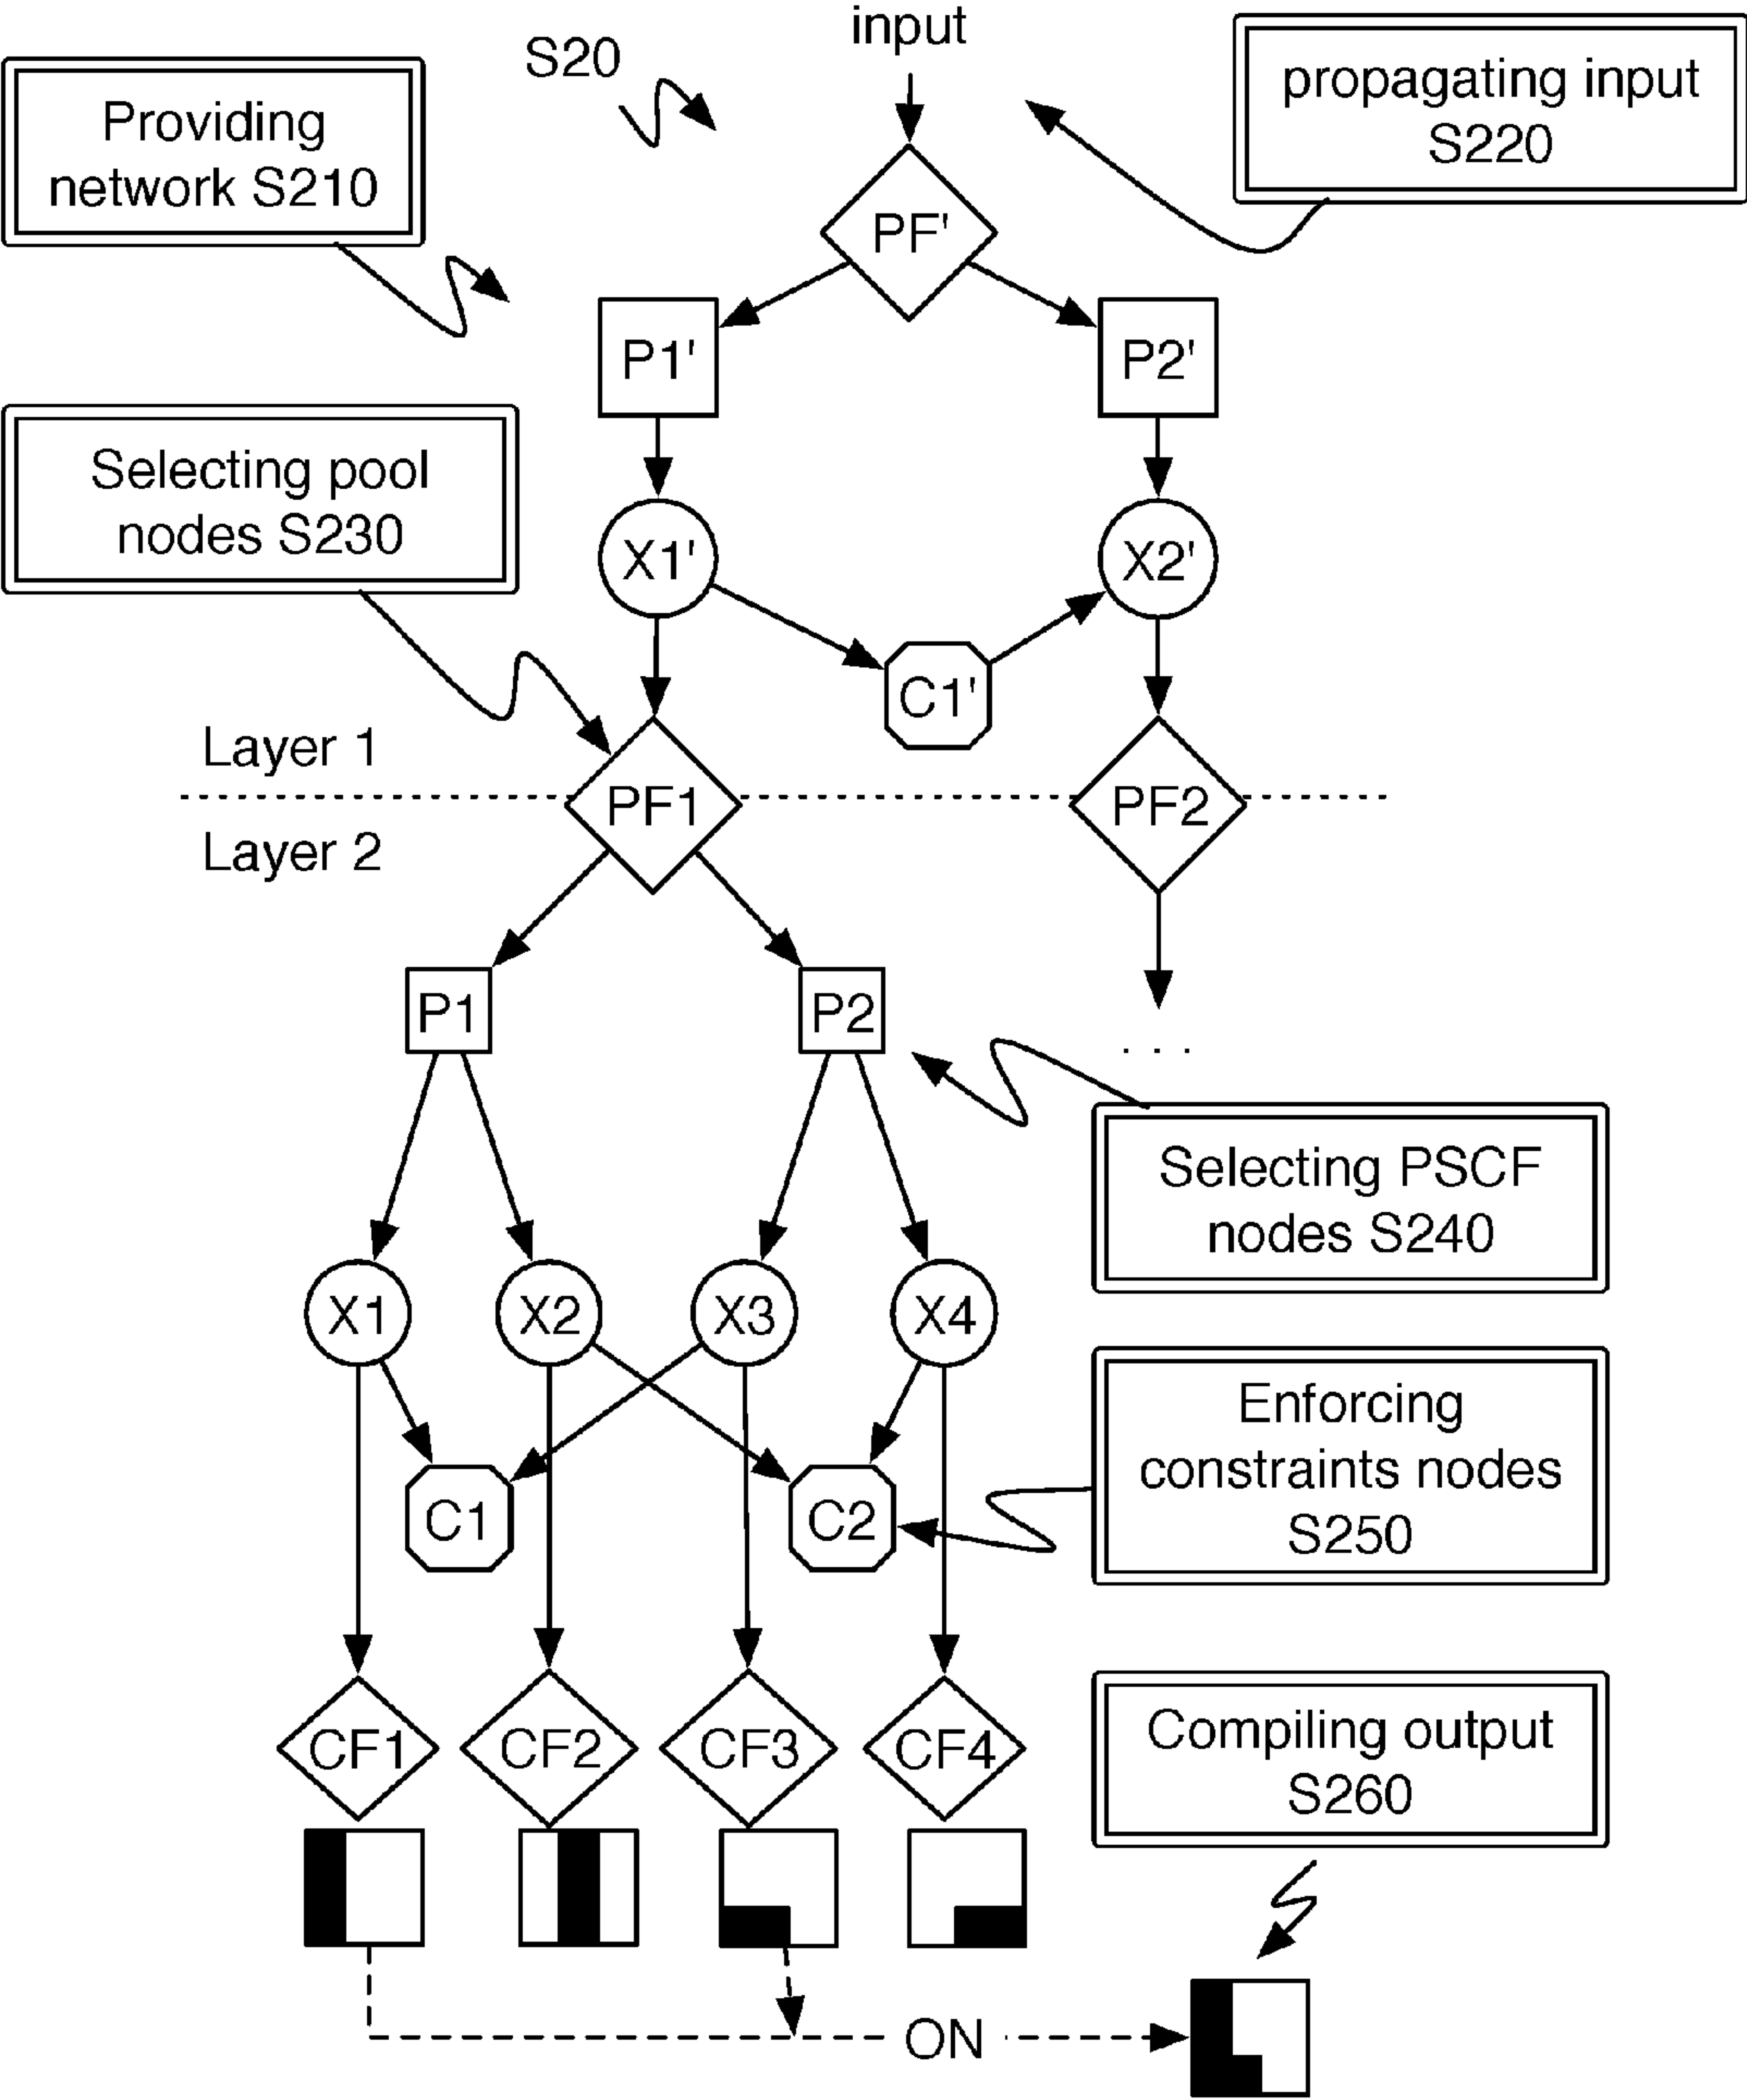 input
S20
propagating input
S220
Providing
network S210
PF'
P1'
P2'
Selecting pool
nodes S230
X1'
X2'
C1'
Layer 1
PF1
PF2
Layer 2
P1
P2
. . .
Selecting PSCF
nodes S240
X1
X2
X3
X4
Enforcing
constraints nodes
S250
C1
C2
CF1
CF2
CF3
CF4
Compiling output
S260
ON